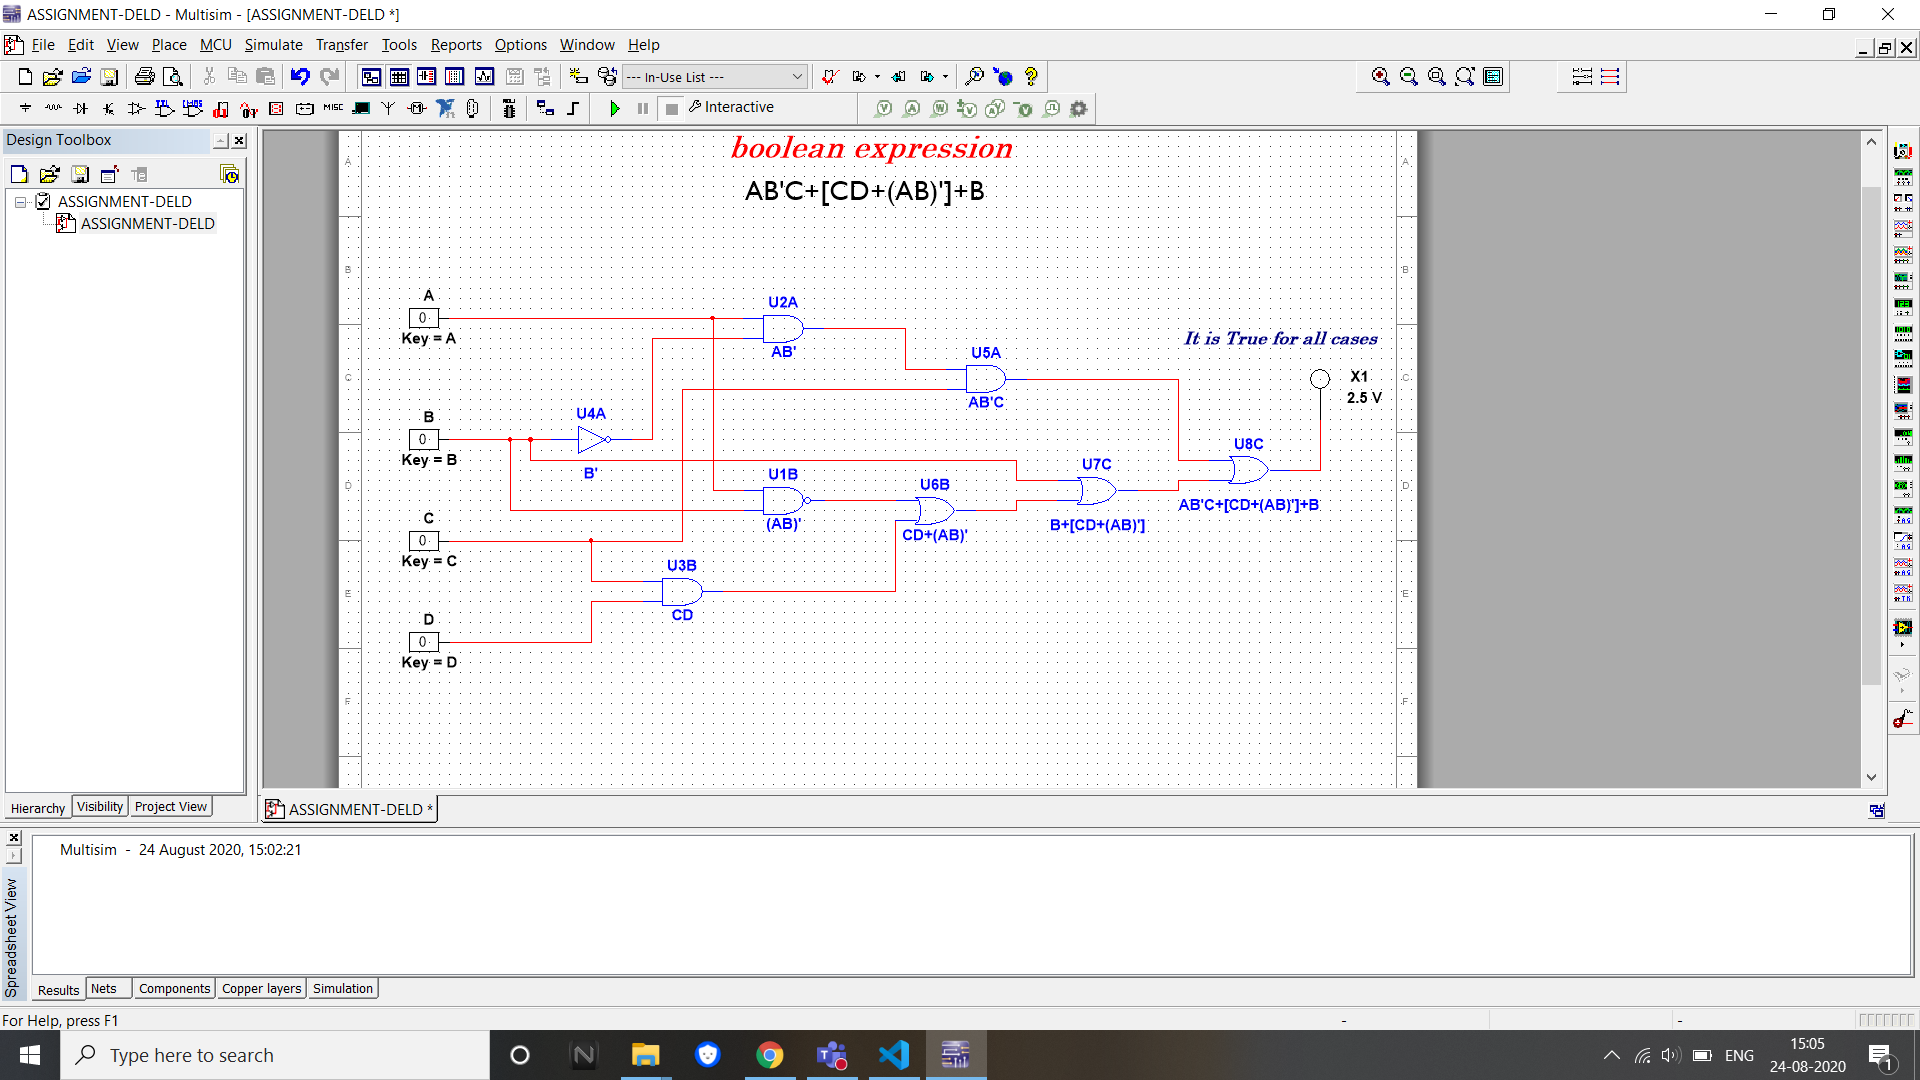 ASSIGNMENT-DELD - Multisim - [ASSIGNMENT-DELD *]
File Edit View Place MCU Simulate Transfer Tools Reports Options Window Help
--- In-Use List ---
MISC
Interactive
Design Toolbox
ASSIGNMENT-DELD
ASSIGNMENT-DELD
boolean expression
AB'C+[CD+(AB)']+B
A
A
B
B
C
C
D
D
E
E
F
F
A
0
Key = A
U2A
AB'
It is True for all cases
U5A
AB'C
X1
2.5 V
B
0
Key = B
U4A
B'
U8C
AB'C+[CD+(AB)']+B
U7C
B+[CD+(AB)']
U1B
(AB)'
U6B
CD+(AB)'
C
0
Key = C
U3B
CD
D
0
Key = D
Hierarchy Visibility Project View
ASSIGNMENT-DELD *
Multisim - 24 August 2020, 15:02:21
Spreadsheet View
Results Nets Components Copper layers Simulation
For Help, press F1
- -
Type here to search
ENG
15:05
24-08-2020
1